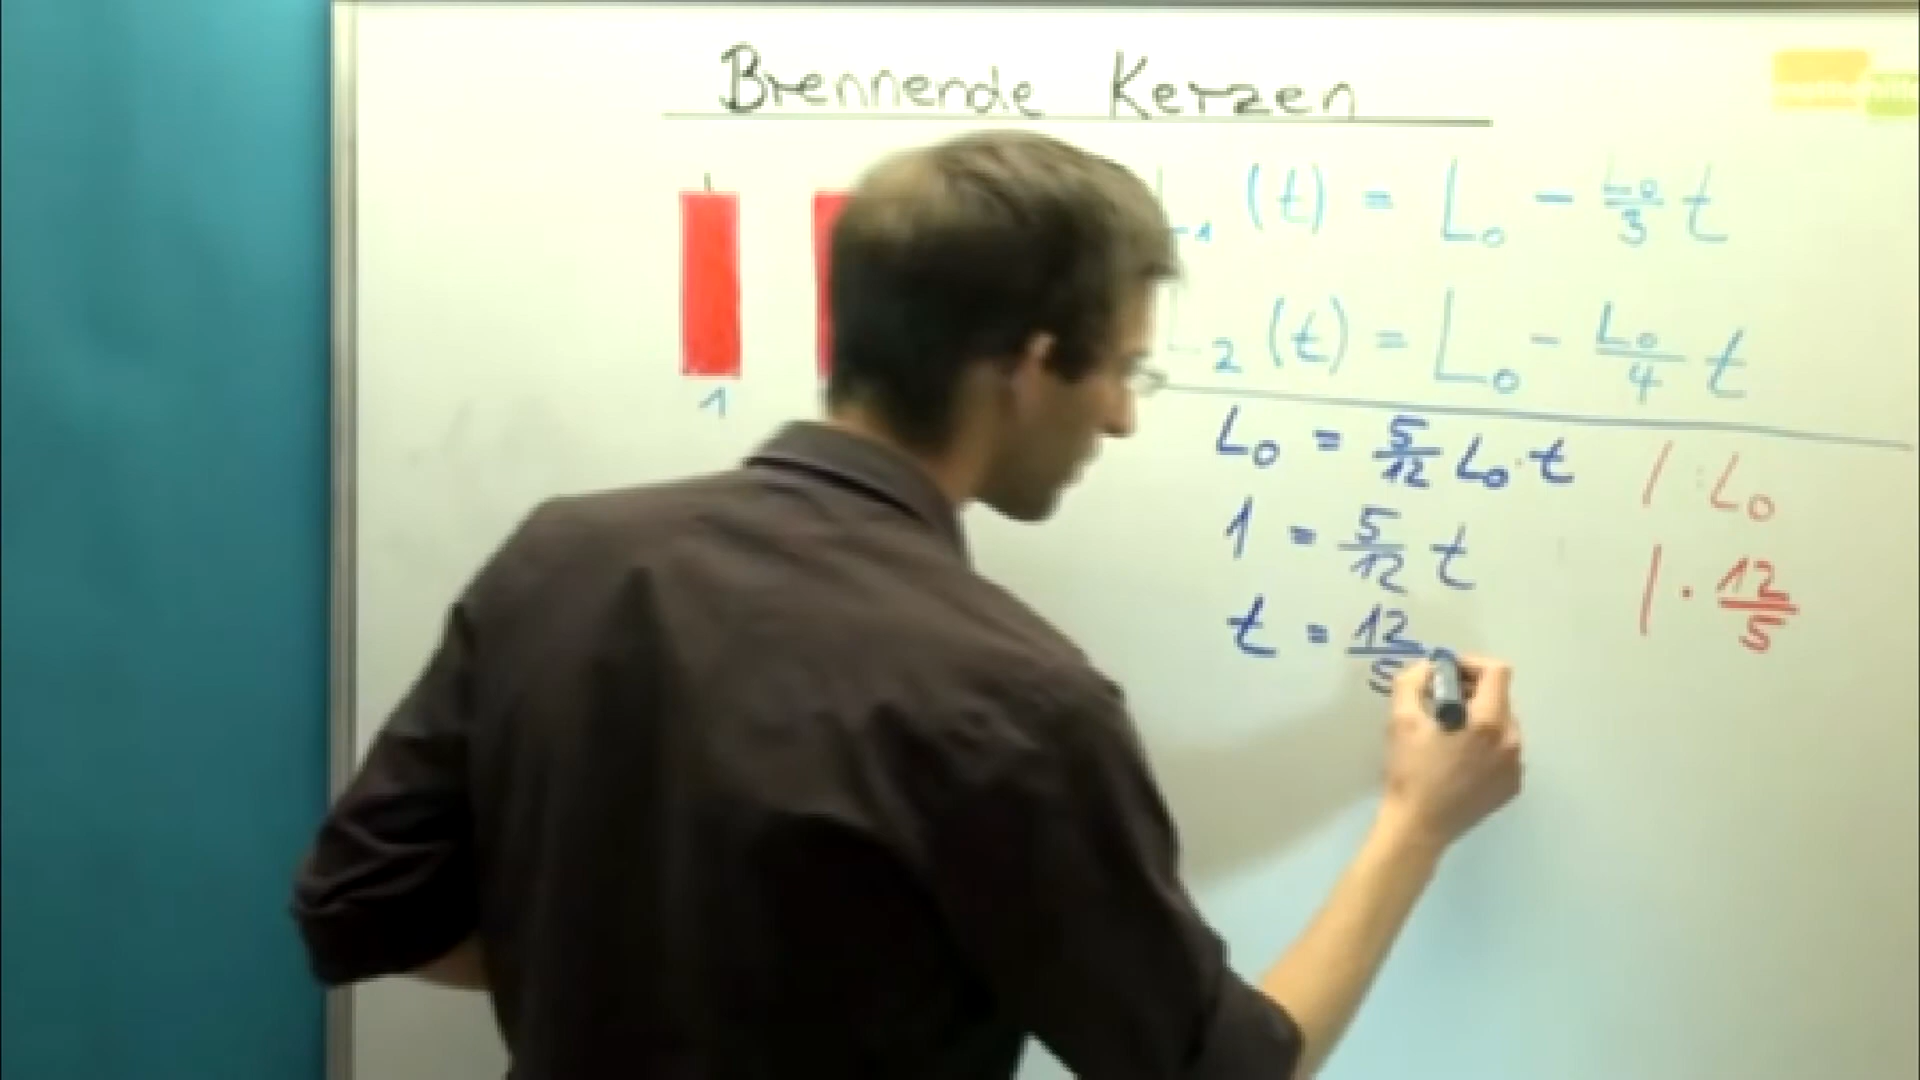 Brennende Kerzen
1 (t) = L₀ - L₀/3 t
2 (t) = L₀ - L₀/4 t
1
L₀ = 5/12 L₀ · t | : L₀
1 = 5/12 t | · 12/5
t = 12/5